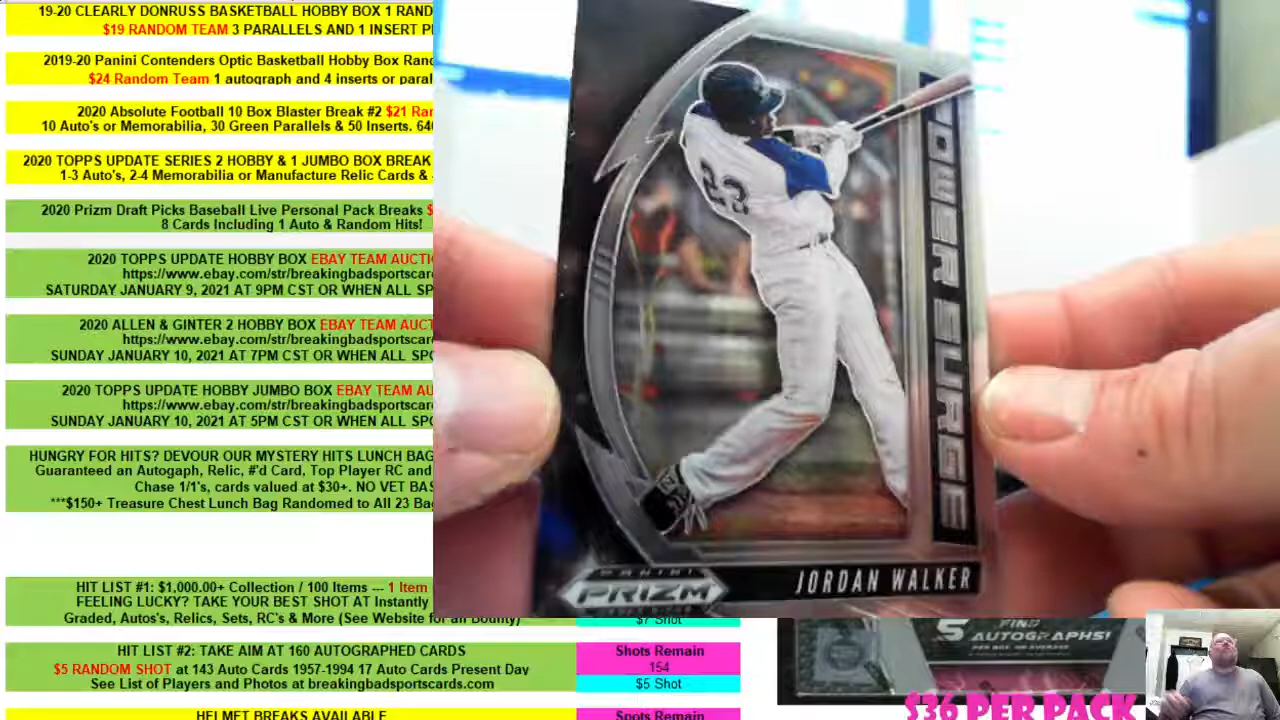 19-20 CLEARLY DONRUSS BASKETBALL HOBBY BOX 1 RAND
$19 RANDOM TEAM 3 PARALLELS AND 1 INSERT P
2019-20 Panini Contenders Optic Basketball Hobby Box Ran
$24 Random Team 1 autograph and 4 inserts or paral
2020 Absolute Football 10 Box Blaster Break #2 $21 Rar
10 Auto's or Memorabilia, 30 Green Parallels & 50 Inserts. 640
2020 TOPPS UPDATE SERIES 2 HOBBY & 1 JUMBO BOX BREAK
1-3 Auto's, 2-4 Memorabilia or Manufacture Relic Cards &
2020 Prizm Draft Picks Baseball Live Personal Pack Breaks
8 Cards Including 1 Auto & Random Hits!
2020 TOPPS UPDATE HOBBY BOX EBAY TEAM AUCTI
https://www.ebay.com/str/breakingbadsportscar
SATURDAY JANUARY 9, 2021 AT 9PM CST OR WHEN ALL SP
2020 ALLEN & GINTER 2 HOBBY BOX EBAY TEAM AUCT
https://www.ebay.com/str/breakingbadsportscar
SUNDAY JANUARY 10, 2021 AT 7PM CST OR WHEN ALL SPO
2020 TOPPS UPDATE HOBBY JUMBO BOX EBAY TEAM AU
https://www.ebay.com/str/breakingbadsportscar
SUNDAY JANUARY 10, 2021 AT 5PM CST OR WHEN ALL SP
HUNGRY FOR HITS? DEVOUR OUR MYSTERY HITS LUNCH BAG
Guaranteed an Autogaph, Relic, #'d Card, Top Player RC and
Chase 1/1's, cards valued at $30+. NO VET BAS
***$150+ Treasure Chest Lunch Bag Randomed to All 23 Bag
HIT LIST #1: $1,000.00+ Collection / 100 Items --- 1 Item
FEELING LUCKY? TAKE YOUR BEST SHOT AT Instantly
Graded, Autos's, Relics, Sets, RC's & More (See Website for an Bounty)
$7 Shot
HIT LIST #2: TAKE AIM AT 160 AUTOGRAPHED CARDS
$5 RANDOM SHOT at 143 Auto Cards 1957-1994 17 Auto Cards Present Day
See List of Players and Photos at breakingbadsportscards.com
Shots Remain
154
$5 Shot
HELMET BREAKS AVAILABLE
Spots Remain
23
POWER SURGE
PANINI
PRIZM
JORDAN WALKER
5 FIND
AUTOGRAPHS!
PER BOX, ON AVERAGE
$36 PER PACK